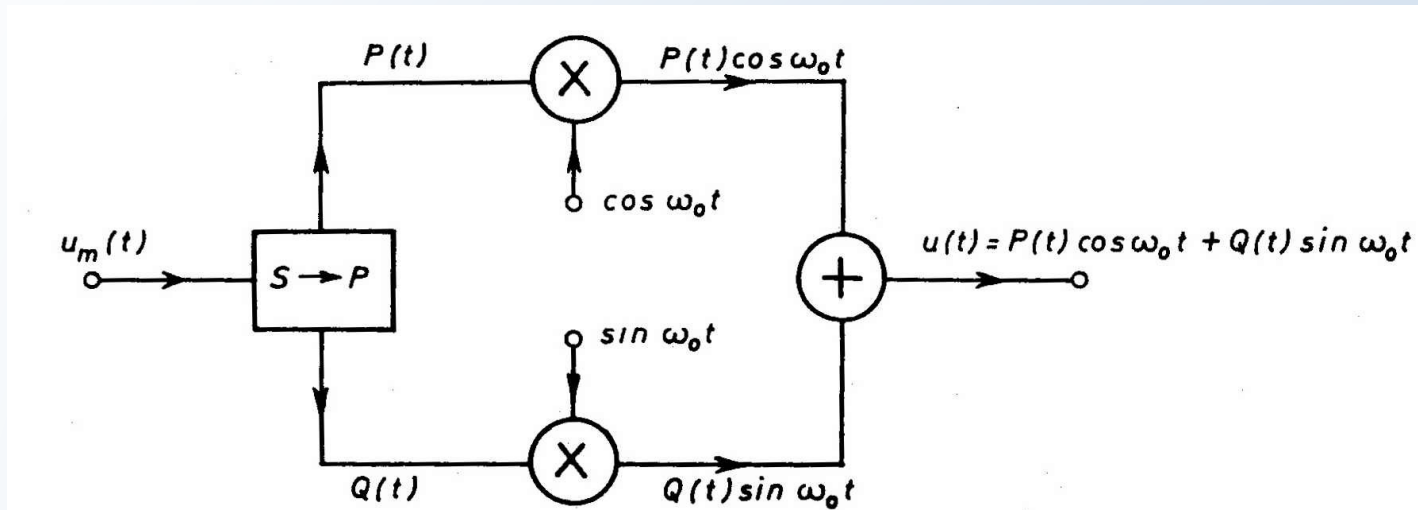 P(t)
P(t) cos ω₀t
×
cos ω₀t
uₘ(t)
S → P
+
u(t) = P(t) cos ω₀t + Q(t) sin ω₀t
sin ω₀t
×
Q(t)
Q(t) sin ω₀t